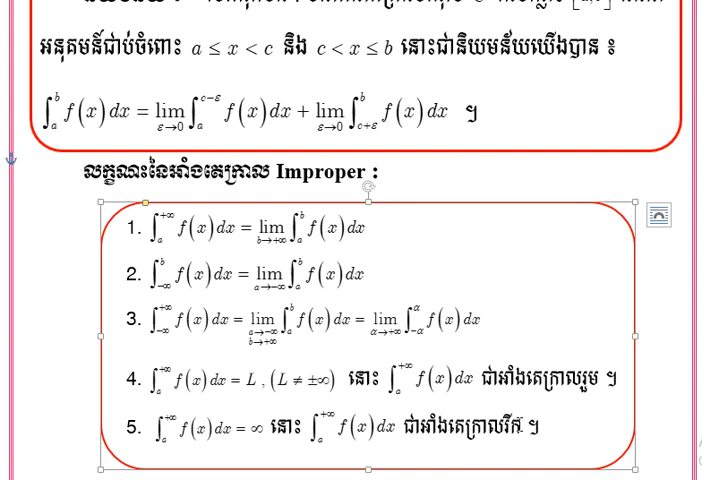 អនុគមន៍ជាប់ចំពោះ a ≤ x < c និង c < x ≤ b នោះជានិយមន័យយើងបាន ៖
∫_a^b f(x)dx = lim_{ε→0} ∫_a^{c−ε} f(x)dx + lim_{ε→0} ∫_{c+ε}^b f(x)dx ។
លក្ខណះនៃអាំងតេក្រាល Improper :
1. ∫_a^{+∞} f(x)dx = lim_{b→+∞} ∫_a^b f(x)dx
2. ∫_{−∞}^b f(x)dx = lim_{a→−∞} ∫_a^b f(x)dx
3. ∫_{−∞}^{+∞} f(x)dx = lim_{a→−∞ b→+∞} ∫_a^b f(x)dx = lim_{α→+∞} ∫_{−α}^α f(x)dx
4. ∫_a^{+∞} f(x)dx = L , (L ≠ ±∞) នោះ ∫_a^{+∞} f(x)dx ជាអាំងតេក្រាលរួម ។
5. ∫_a^{+∞} f(x)dx = ∞ នោះ ∫_a^{+∞} f(x)dx ជាអាំងតេក្រាលរីក ។